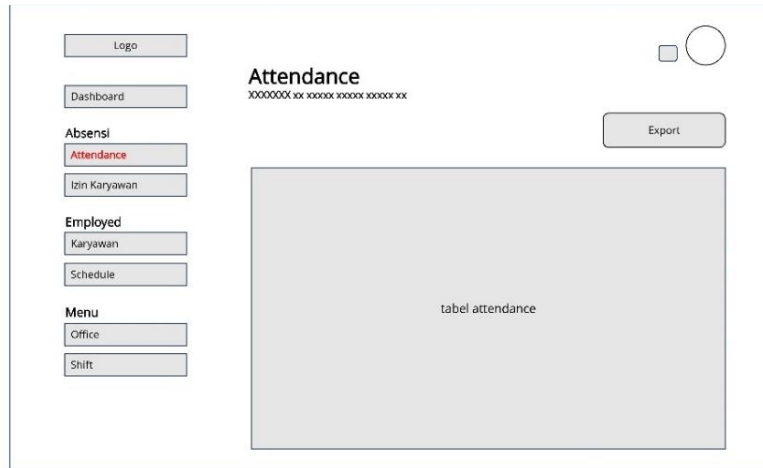 Logo
Dashboard
Absensi
Attendance
Izin Karyawan
Employed
Karyawan
Schedule
Menu
Office
Shift
Attendance
XXXXXXX xx xxxxx xxxxx xxxxx xx
Export
tabel attendance